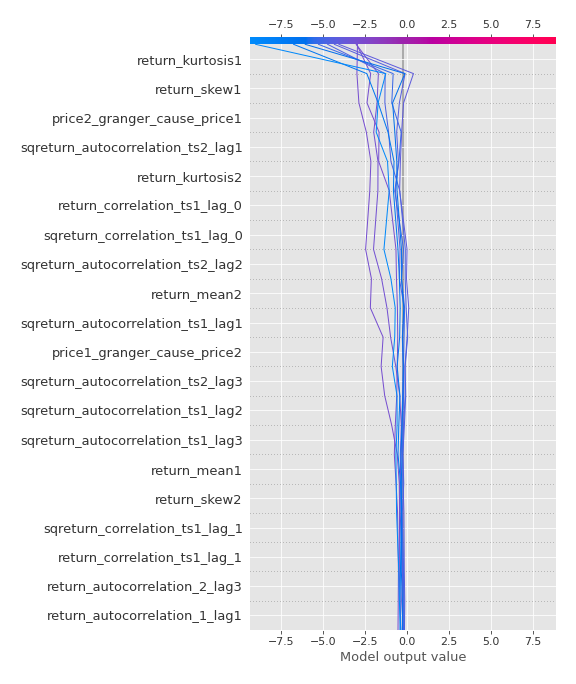 −7.5 −5.0 −2.5 0.0 2.5 5.0 7.5
return_kurtosis1
return_skew1
price2_granger_cause_price1
sqreturn_autocorrelation_ts2_lag1
return_kurtosis2
return_correlation_ts1_lag_0
sqreturn_correlation_ts1_lag_0
sqreturn_autocorrelation_ts2_lag2
return_mean2
sqreturn_autocorrelation_ts1_lag1
price1_granger_cause_price2
sqreturn_autocorrelation_ts2_lag3
sqreturn_autocorrelation_ts1_lag2
sqreturn_autocorrelation_ts1_lag3
return_mean1
return_skew2
sqreturn_correlation_ts1_lag_1
return_correlation_ts1_lag_1
return_autocorrelation_2_lag3
return_autocorrelation_1_lag1
−7.5 −5.0 −2.5 0.0 2.5 5.0 7.5
Model output value